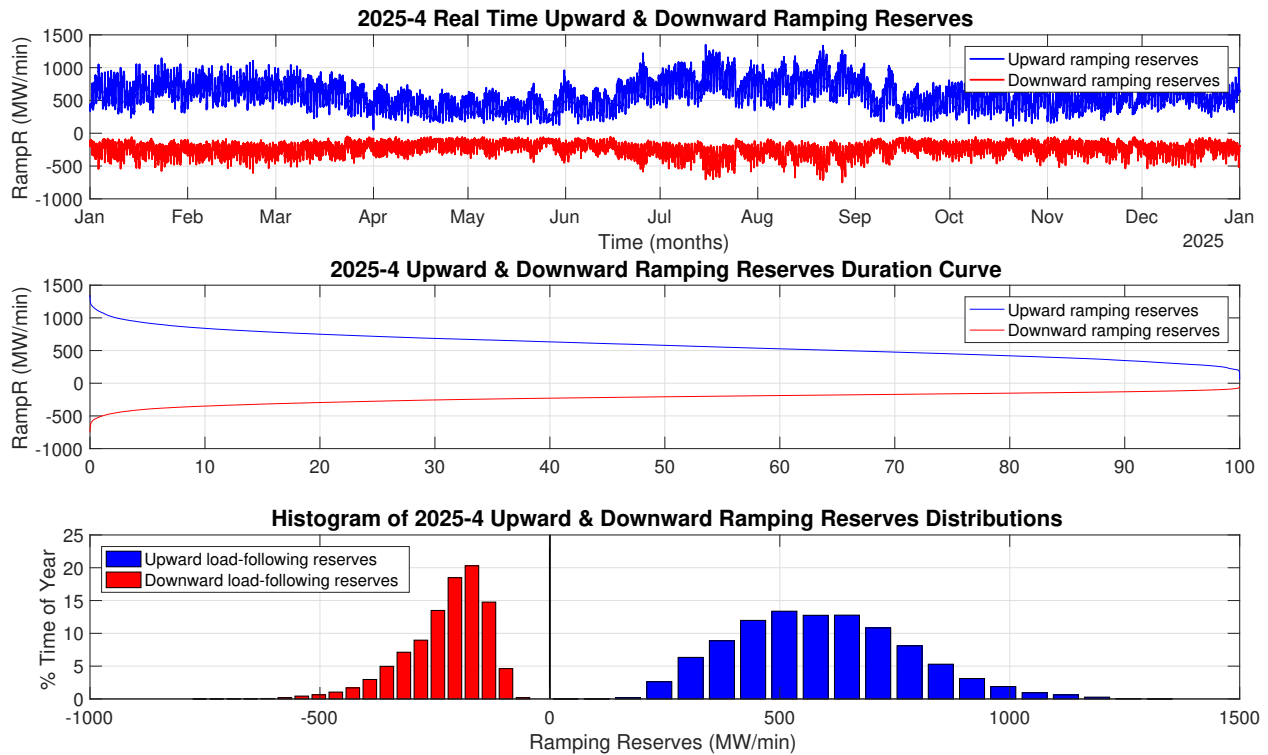 2025-4 Real Time Upward & Downward Ramping Reserves
RampR (MW/min)
1500
1000
500
0
-500
-1000
Upward ramping reserves
Downward ramping reserves
Jan Feb Mar Apr May Jun Jul Aug Sep Oct Nov Dec Jan
Time (months)
2025
2025-4 Upward & Downward Ramping Reserves Duration Curve
RampR (MW/min)
1500
1000
500
0
-500
-1000
Upward ramping reserves
Downward ramping reserves
0 10 20 30 40 50 60 70 80 90 100
Histogram of 2025-4 Upward & Downward Ramping Reserves Distributions
% Time of Year
25
20
15
10
5
0
Upward load-following reserves
Downward load-following reserves
-1000 -500 0 500 1000 1500
Ramping Reserves (MW/min)